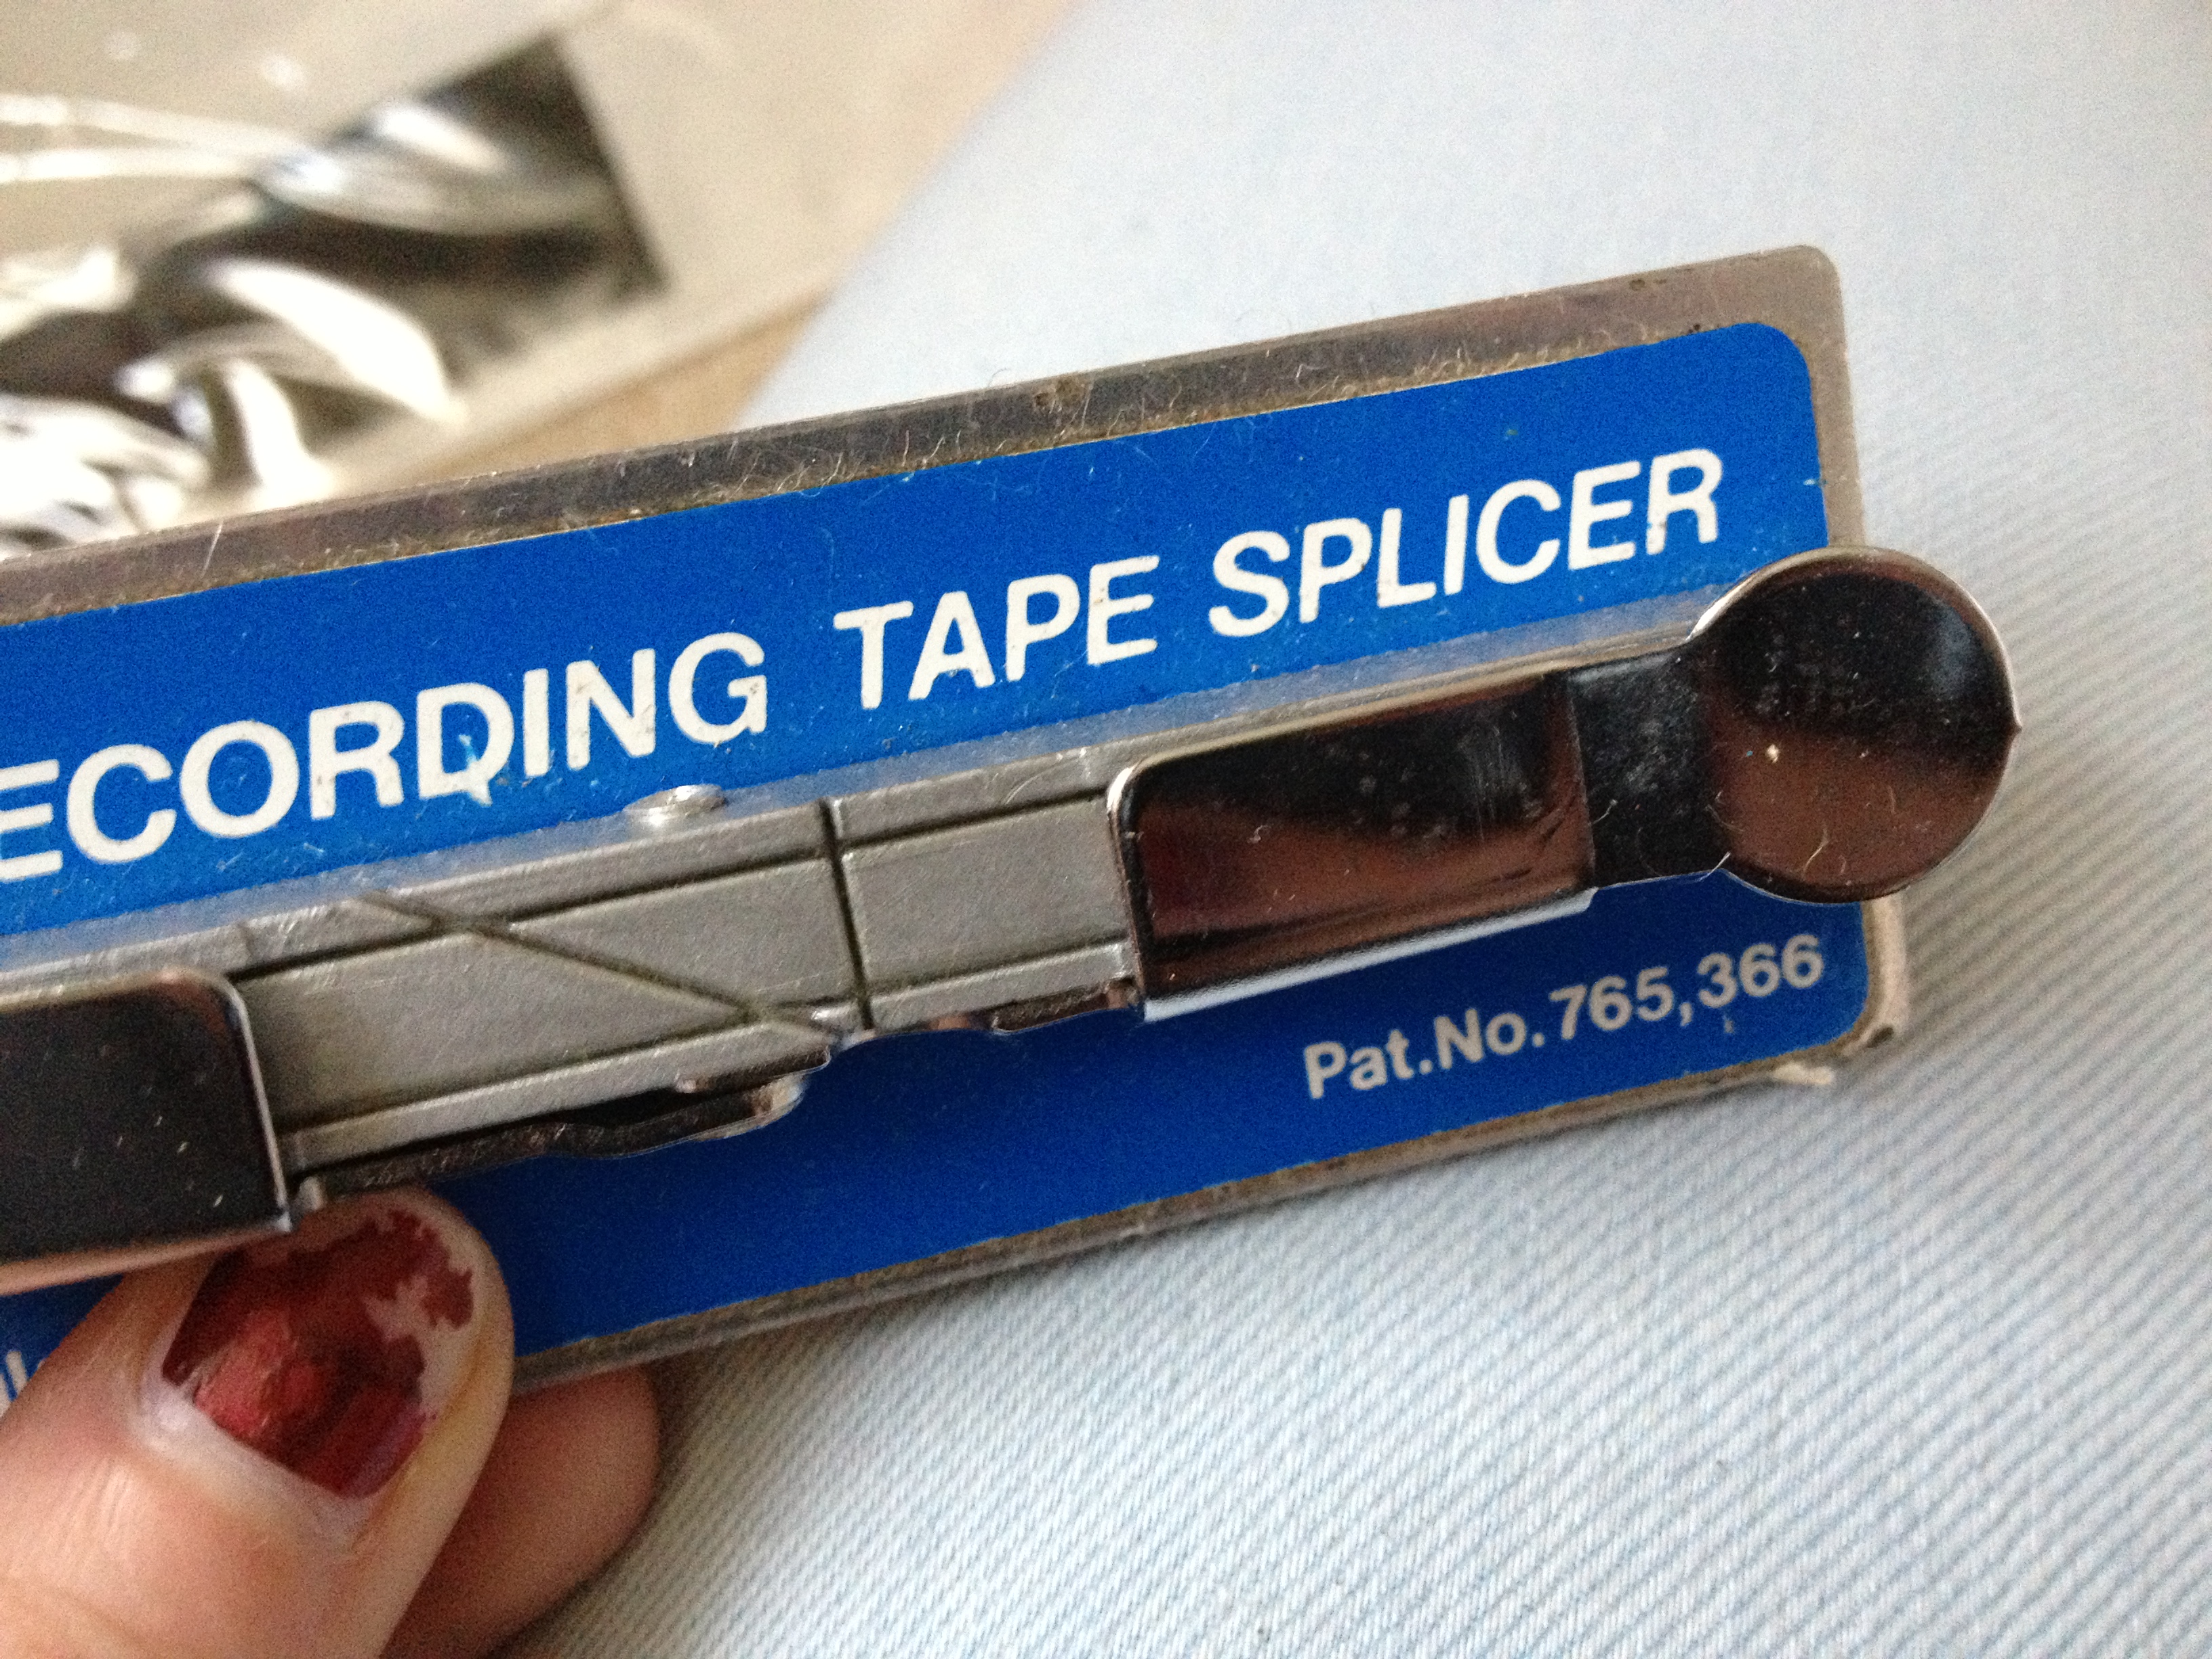 ECORDING TAPE SPLICER
Pat.No.765,366